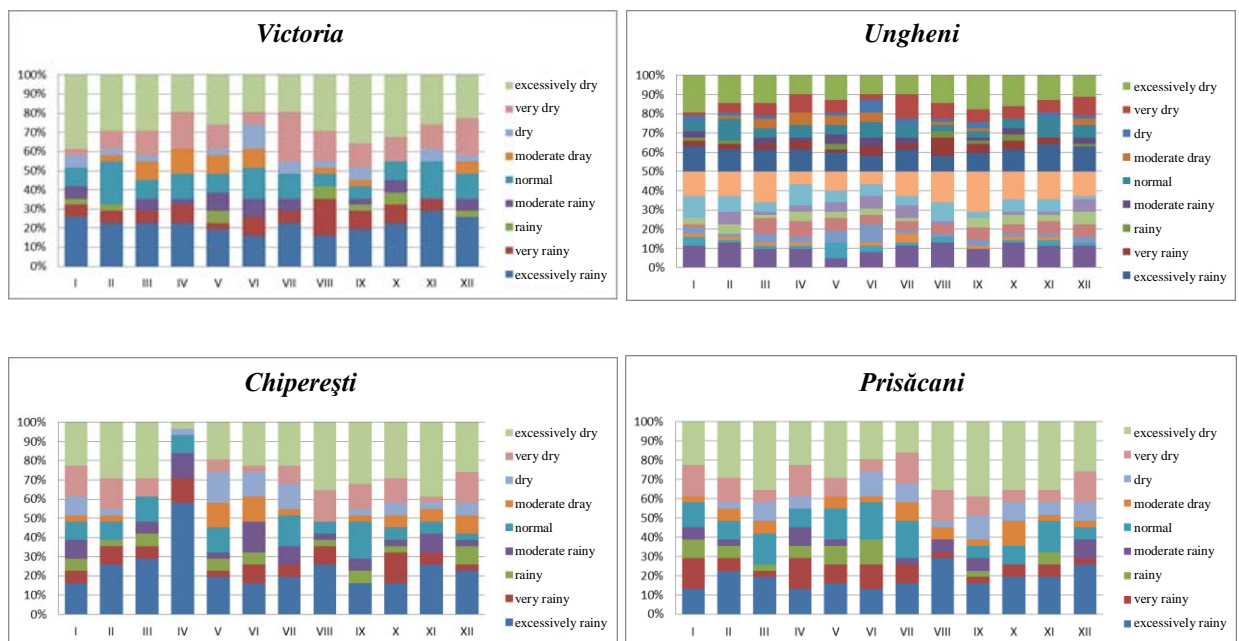 Victoria
100%
90%
80%
70%
60%
50%
40%
30%
20%
10%
0%
I II III IV V VI VII VIII IX X XI XII
excessively dry
very dry
dry
moderate dray
normal
moderate rainy
rainy
very rainy
excessively rainy
Ungheni
100%
90%
80%
70%
60%
50%
40%
30%
20%
10%
0%
I II III IV V VI VII VIII IX X XI XII
excessively dry
very dry
dry
moderate dray
normal
moderate rainy
rainy
very rainy
excessively rainy
Chipereşti
100%
90%
80%
70%
60%
50%
40%
30%
20%
10%
0%
I II III IV V VI VII VIII IX X XI XII
excessively dry
very dry
dry
moderate dray
normal
moderate rainy
rainy
very rainy
excessively rainy
Prisăcani
100%
90%
80%
70%
60%
50%
40%
30%
20%
10%
0%
I II III IV V VI VII VIII IX X XI XII
excessively dry
very dry
dry
moderate dray
normal
moderate rainy
rainy
very rainy
excessively rainy